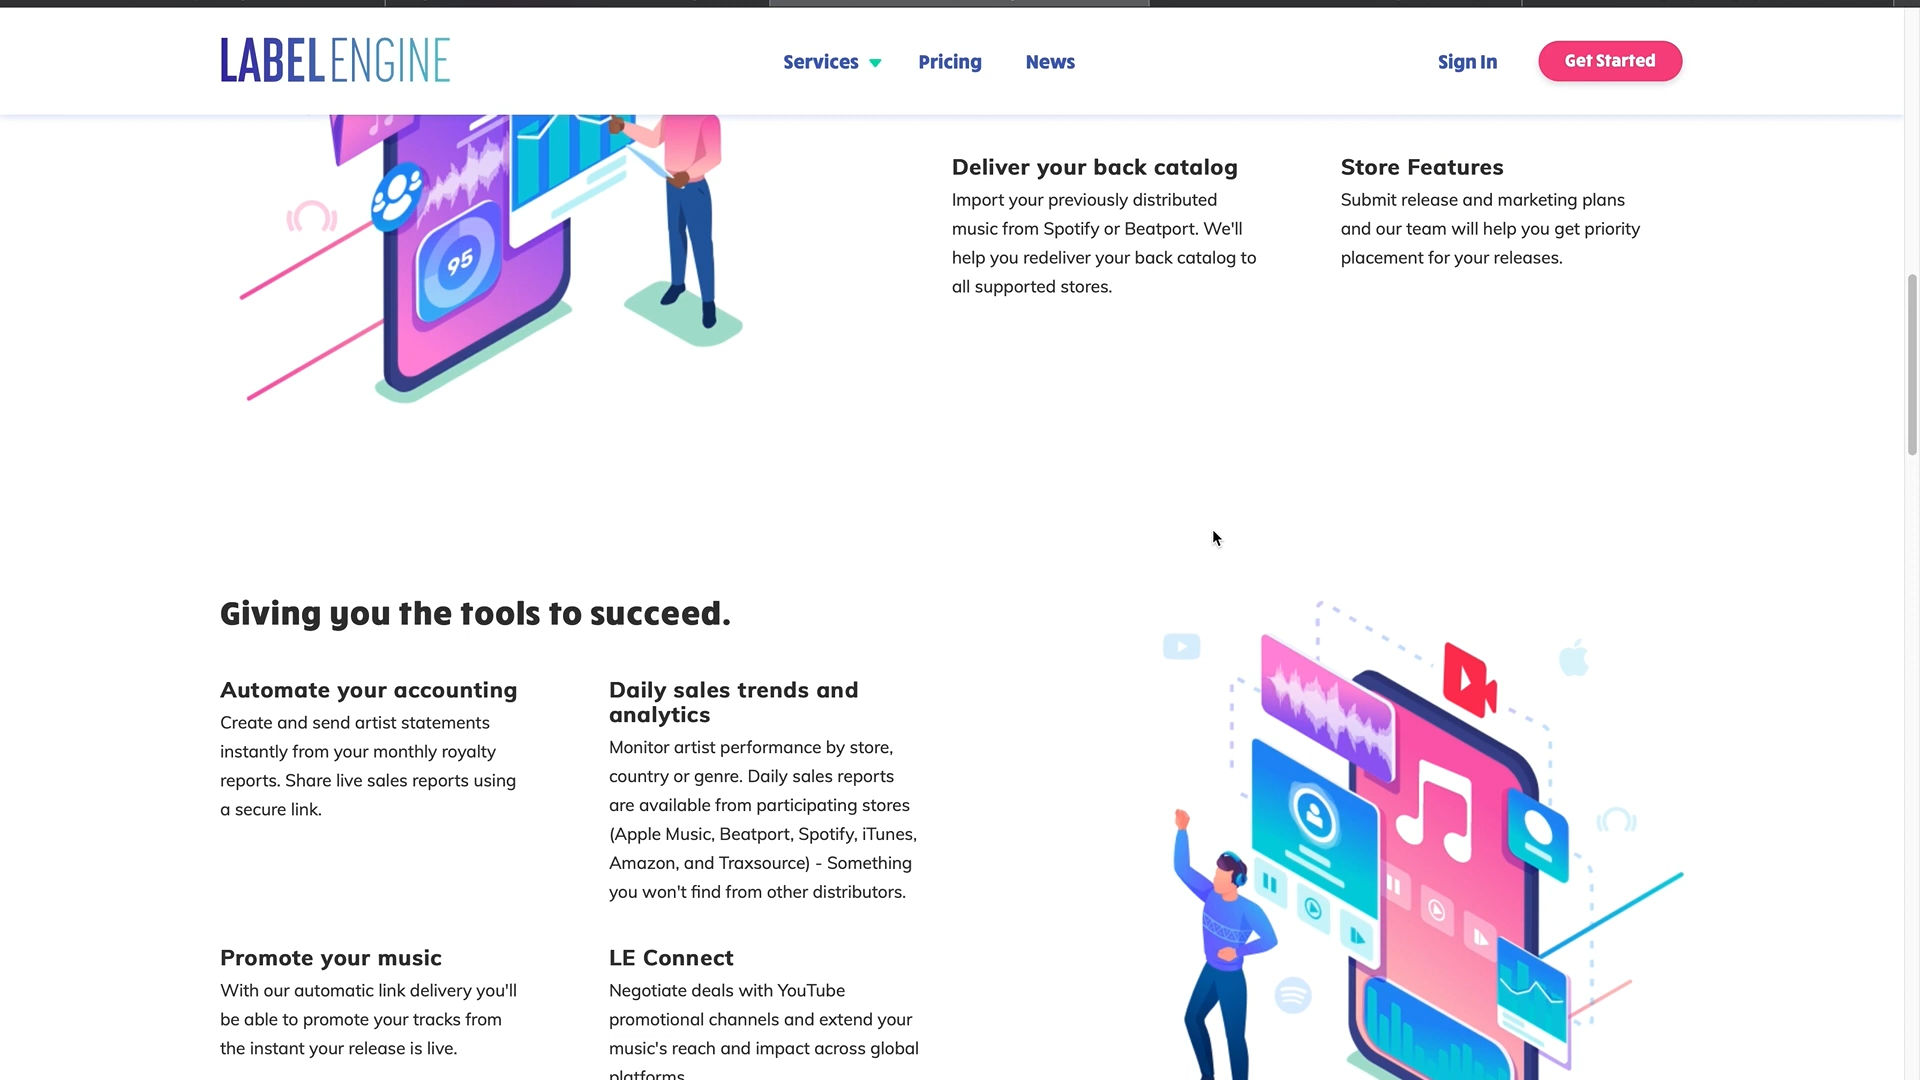 LABELENGINE
Services
Pricing
News
Sign In
Get Started
95
Deliver your back catalog
Import your previously distributed
music from Spotify or Beatport. We'll
help you redeliver your back catalog to
all supported stores.
Store Features
Submit release and marketing plans
and our team will help you get priority
placement for your releases.
Giving you the tools to succeed.
Automate your accounting
Create and send artist statements
instantly from your monthly royalty
reports. Share live sales reports using
a secure link.
Daily sales trends and
analytics
Monitor artist performance by store,
country or genre. Daily sales reports
are available from participating stores
(Apple Music, Beatport, Spotify, iTunes,
Amazon, and Traxsource) - Something
you won't find from other distributors.
Promote your music
With our automatic link delivery you'll
be able to promote your tracks from
the instant your release is live.
LE Connect
Negotiate deals with YouTube
promotional channels and extend your
music's reach and impact across global
platforms.